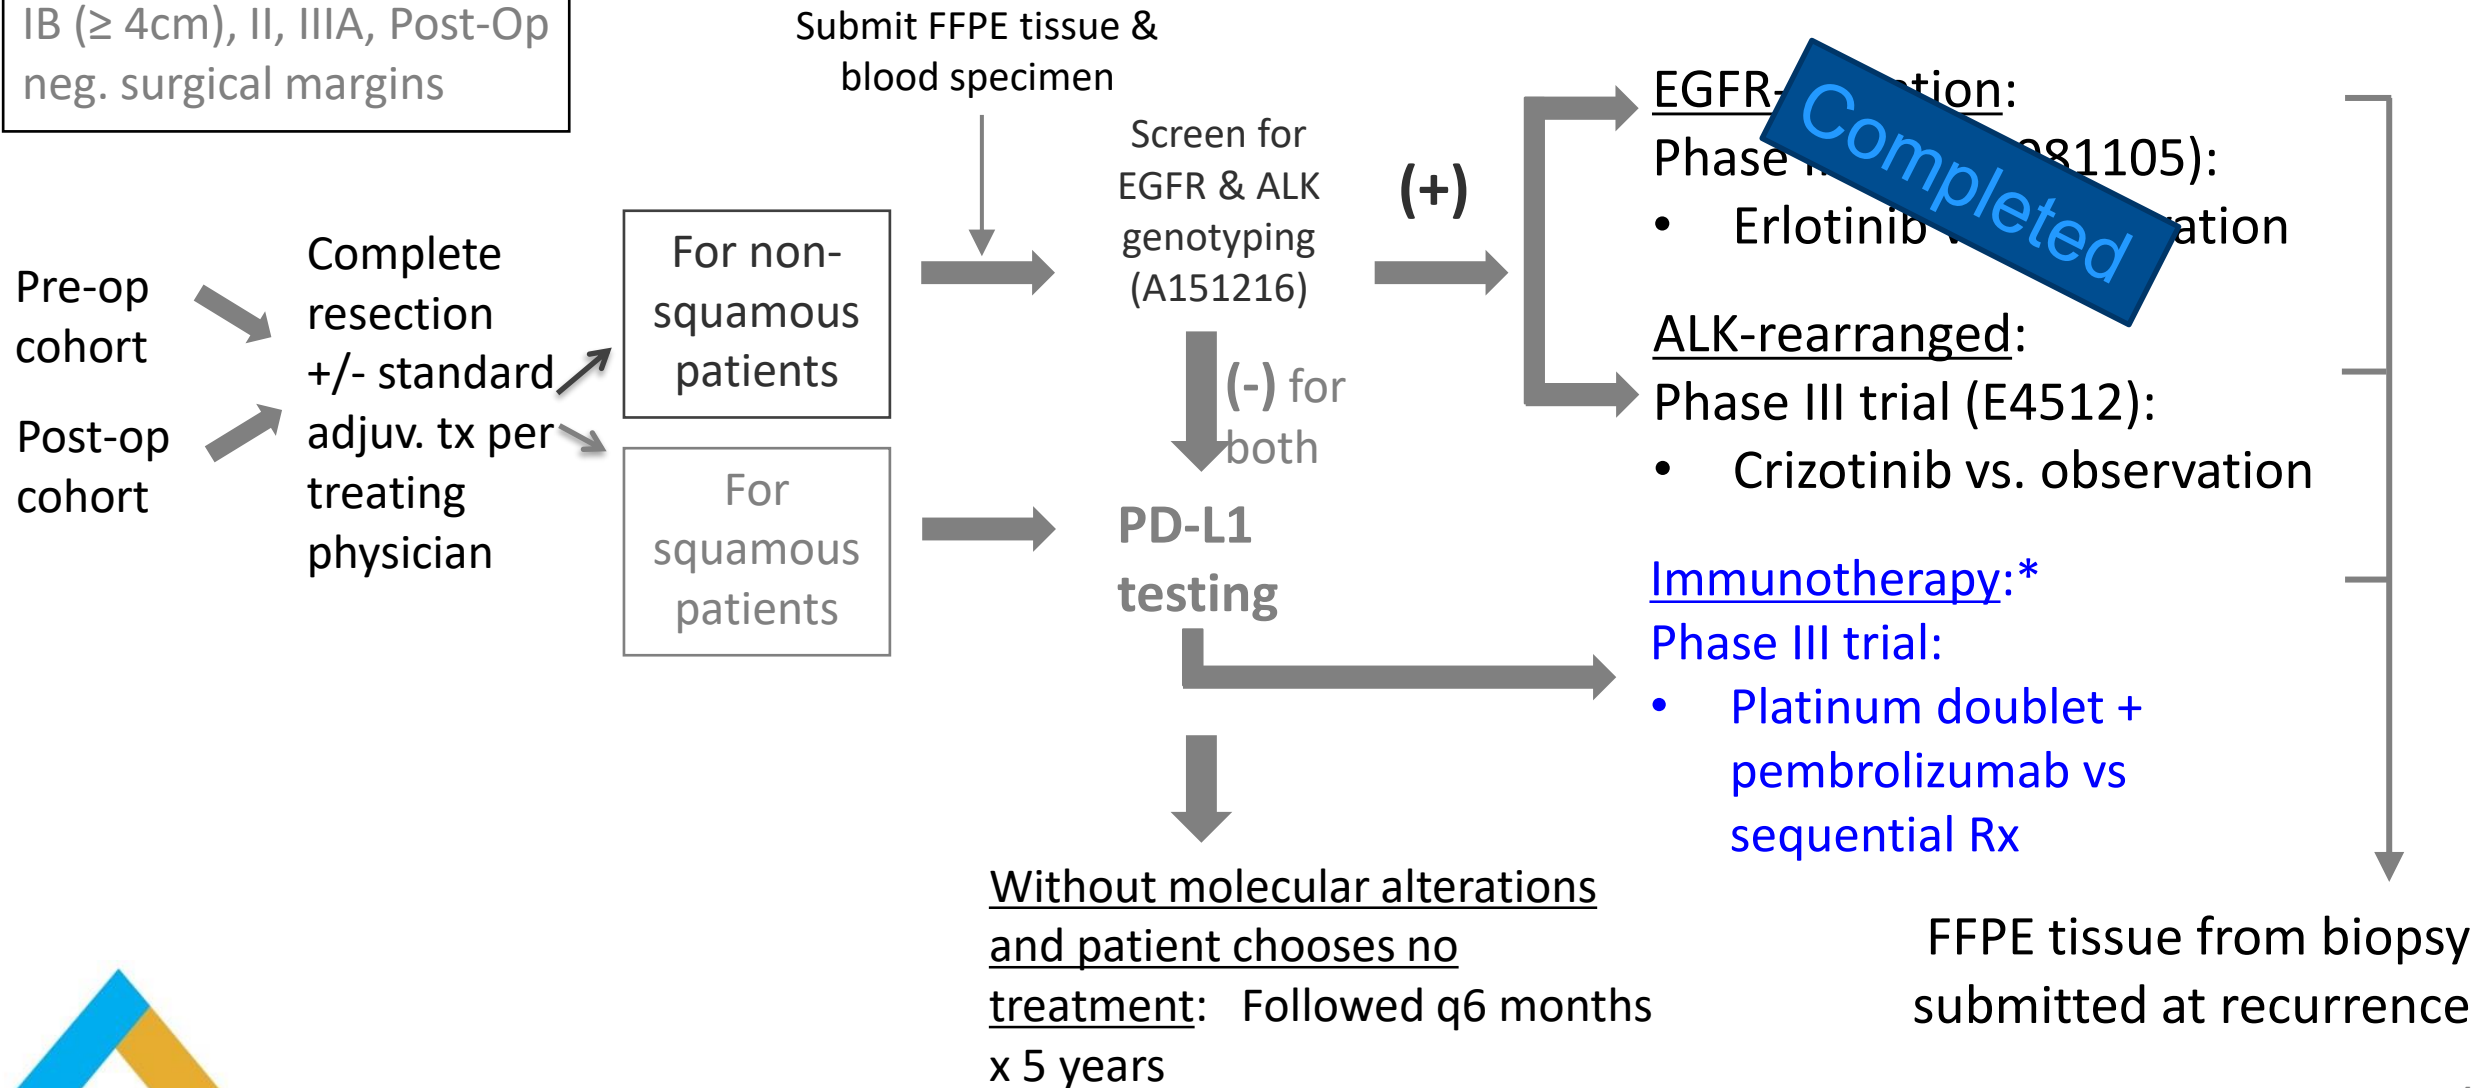 IB (≥ 4cm), II, IIIA, Post-Op
neg. surgical margins
Pre-op
cohort
Post-op
cohort
Complete
resection
+/- standard
adjuv. tx per
treating
physician
For non-
squamous
patients
For
squamous
patients
Submit FFPE tissue &
blood specimen
Screen for
EGFR & ALK
genotyping
(A151216)
(+)
(-) for
both
PD-L1
testing
EGFR-
tion:
Phase
81105):
• Erlotinib
ation
Completed
ALK-rearranged:
Phase III trial (E4512):
• Crizotinib vs. observation
Immunotherapy:*
Phase III trial:
• Platinum doublet +
pembrolizumab vs
sequential Rx
Without molecular alterations
and patient chooses no
treatment: Followed q6 months
x 5 years
FFPE tissue from biopsy
submitted at recurrence